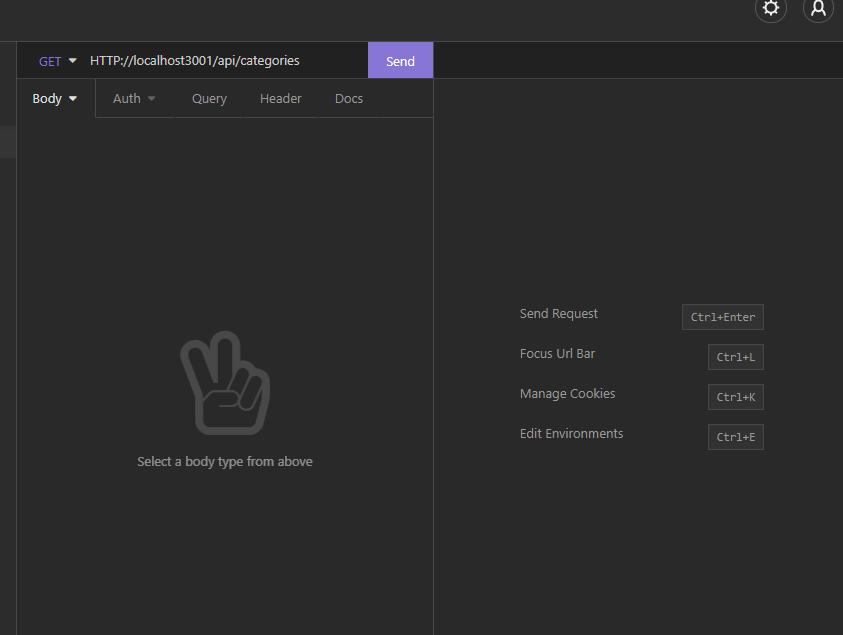 GET HTTP://localhost3001/api/categories Send
Body Auth Query Header Docs
Select a body type from above
Send Request Ctrl+Enter
Focus Url Bar Ctrl+L
Manage Cookies Ctrl+K
Edit Environments Ctrl+E